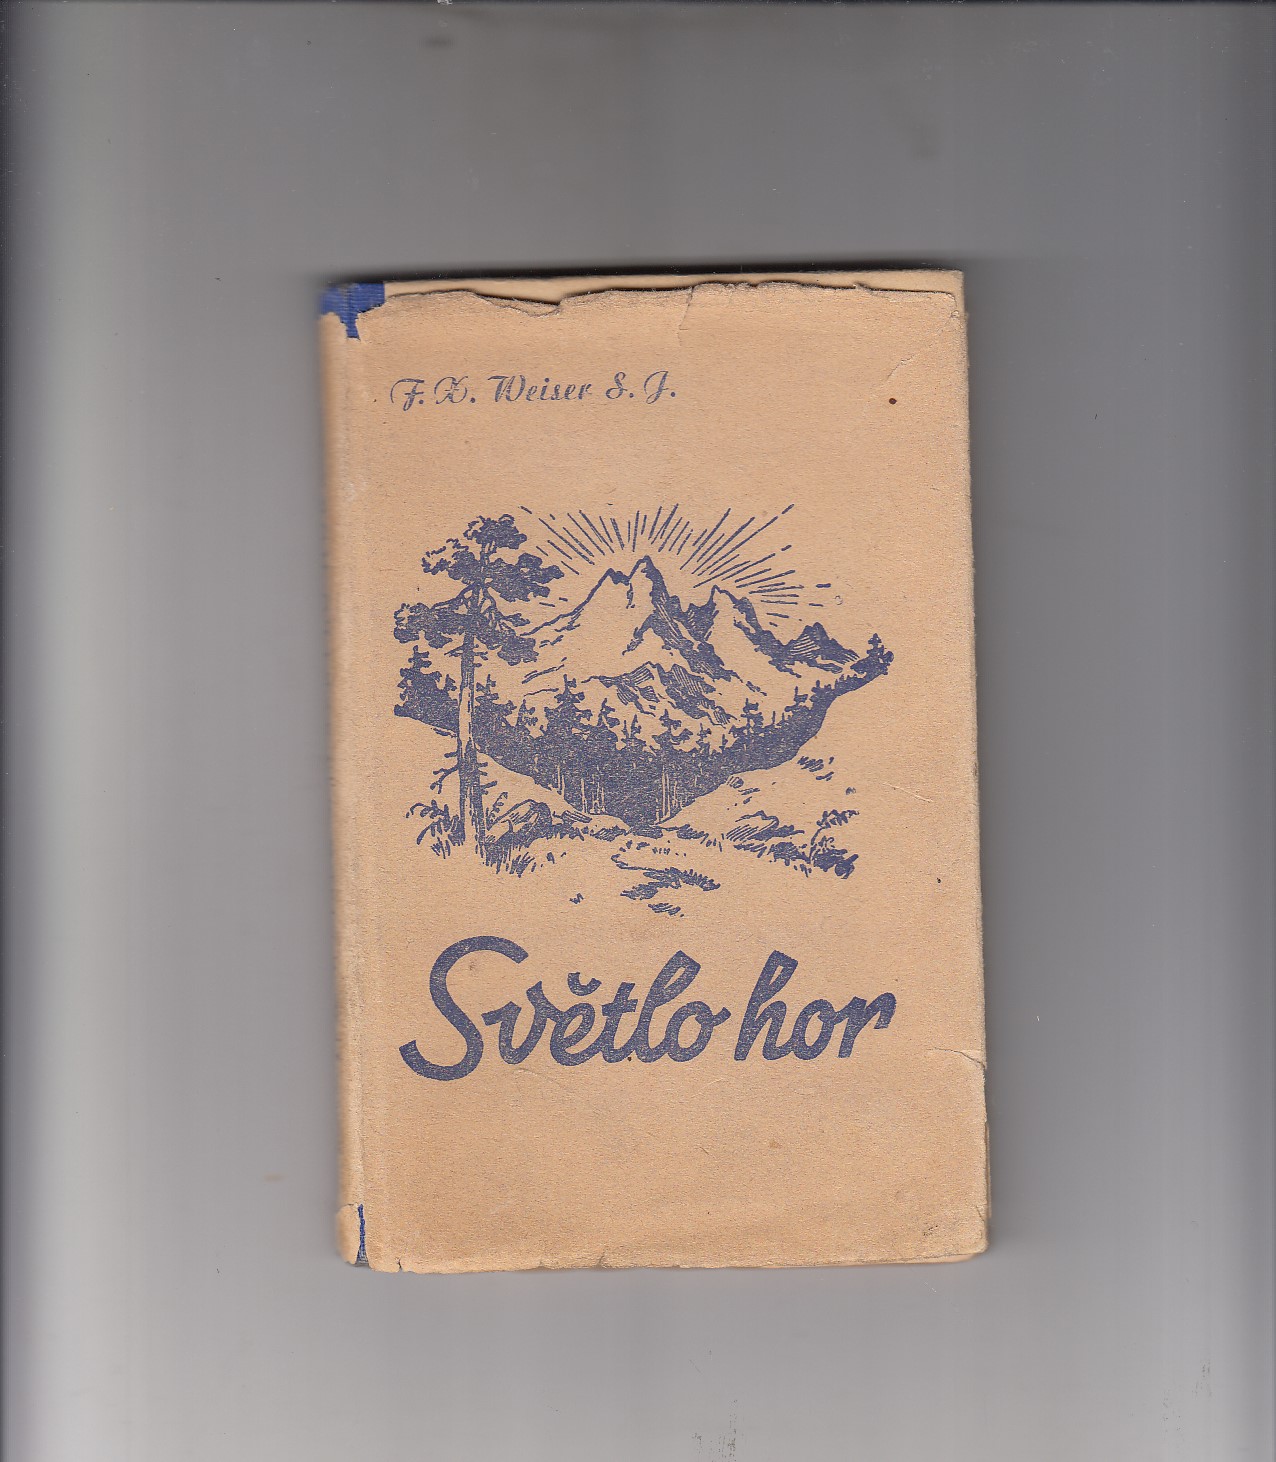 F. X. Weiser S. J.
Světlo hor